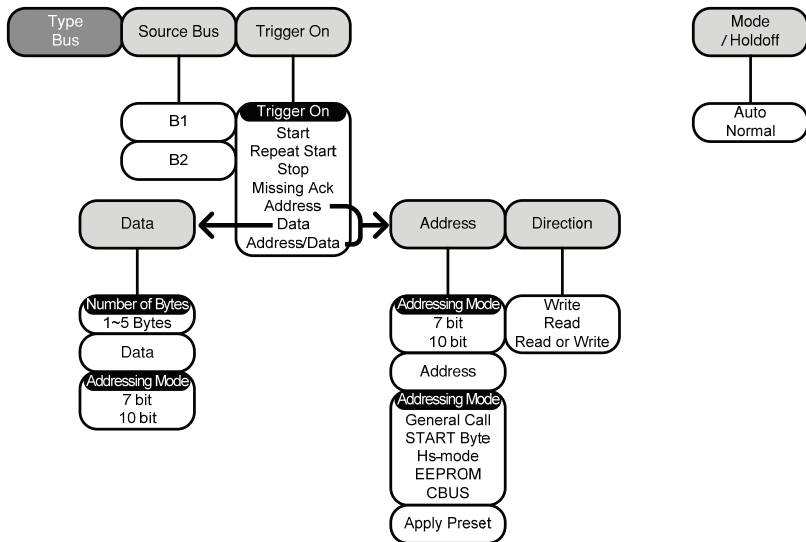 Type
Bus
Source Bus
Trigger On
Mode
/ Holdoff
B1
B2
Trigger On
Start
Repeat Start
Stop
Missing Ack
Address
Data
Address/Data
Auto
Normal
Data
Number of Bytes
1~5 Bytes
Data
Addressing Mode
7 bit
10 bit
Address
Direction
Addressing Mode
7 bit
10 bit
Address
Addressing Mode
General Call
START Byte
Hs-mode
EEPROM
CBUS
Apply Preset
Write
Read
Read or Write